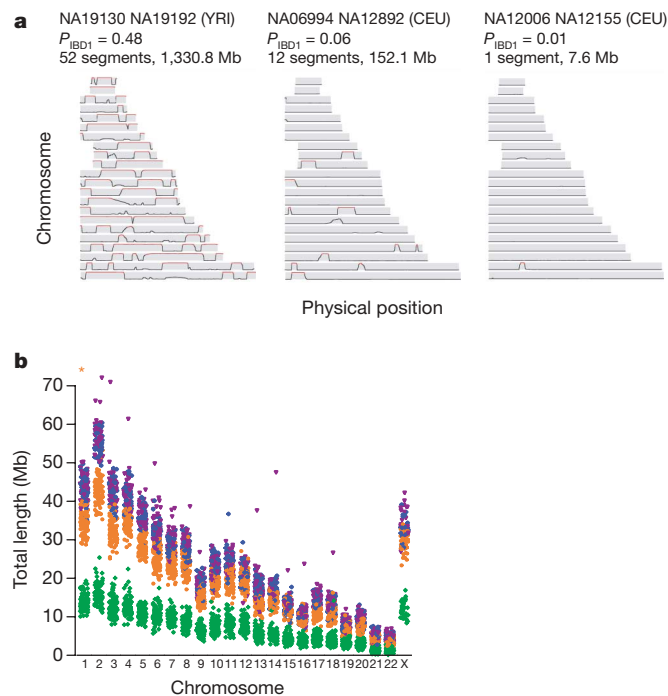 a
NA19130 NA19192 (YRI)
P_IBD1 = 0.48
52 segments, 1,330.8 Mb
NA06994 NA12892 (CEU)
P_IBD1 = 0.06
12 segments, 152.1 Mb
NA12006 NA12155 (CEU)
P_IBD1 = 0.01
1 segment, 7.6 Mb
Chromosome
Physical position
b
Total length (Mb)
70
60
50
40
30
20
10
0
1 2 3 4 5 6 7 8 9 10 11 12 13 14 15 16 17 18 19 20 21 22 X
Chromosome